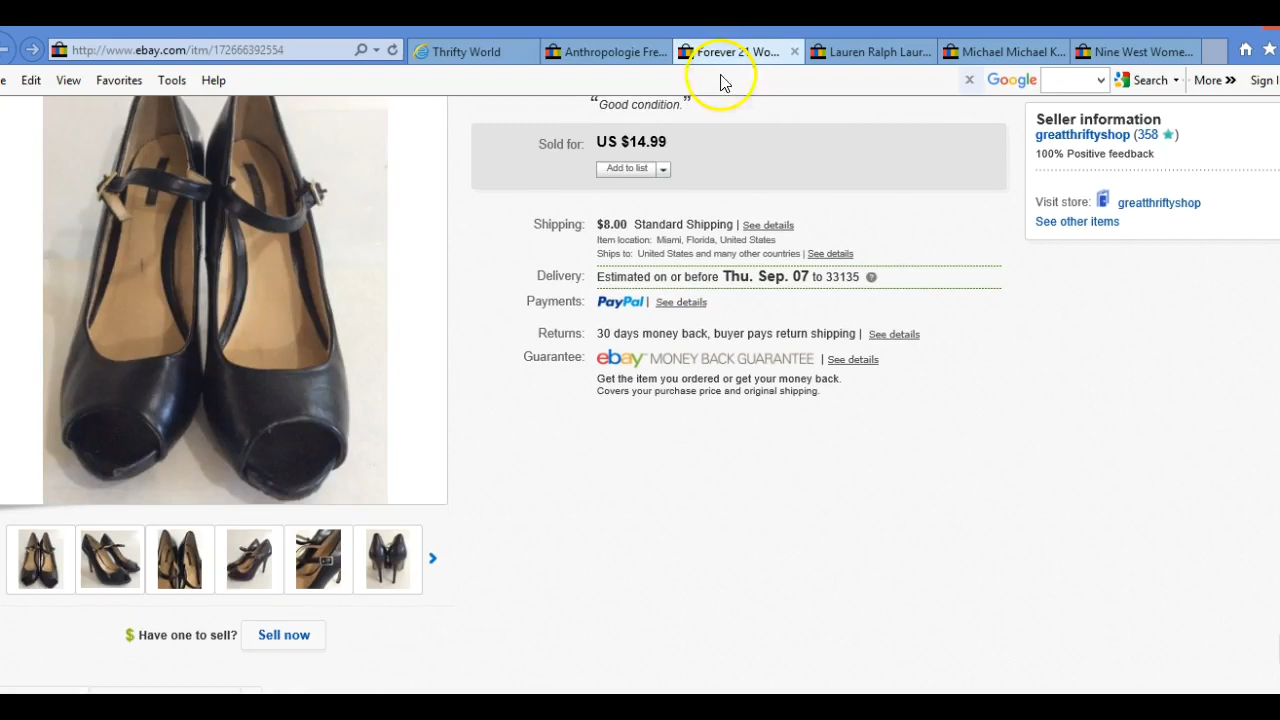 http://www.ebay.com/itm/172666392554
Thrifty World
Anthropologie Fre...
Forever 21 Wo...
Lauren Ralph Laur...
Michael Michael K...
Nine West Wome...
Edit View Favorites Tools Help
Google Search More » Sign I
“Good condition.”
Sold for: US $14.99
Add to list
Shipping: $8.00 Standard Shipping | See details
Item location: Miami, Florida, United States
Ships to: United States and many other countries | See details
Delivery: Estimated on or before Thu. Sep. 07 to 33135
Payments: PayPal | See details
Returns: 30 days money back, buyer pays return shipping | See details
Guarantee: ebay MONEY BACK GUARANTEE | See details
Get the item you ordered or get your money back.
Covers your purchase price and original shipping.
Seller information
greatthriftyshop (358 ★)
100% Positive feedback
Visit store: greatthriftyshop
See other items
$ Have one to sell? Sell now